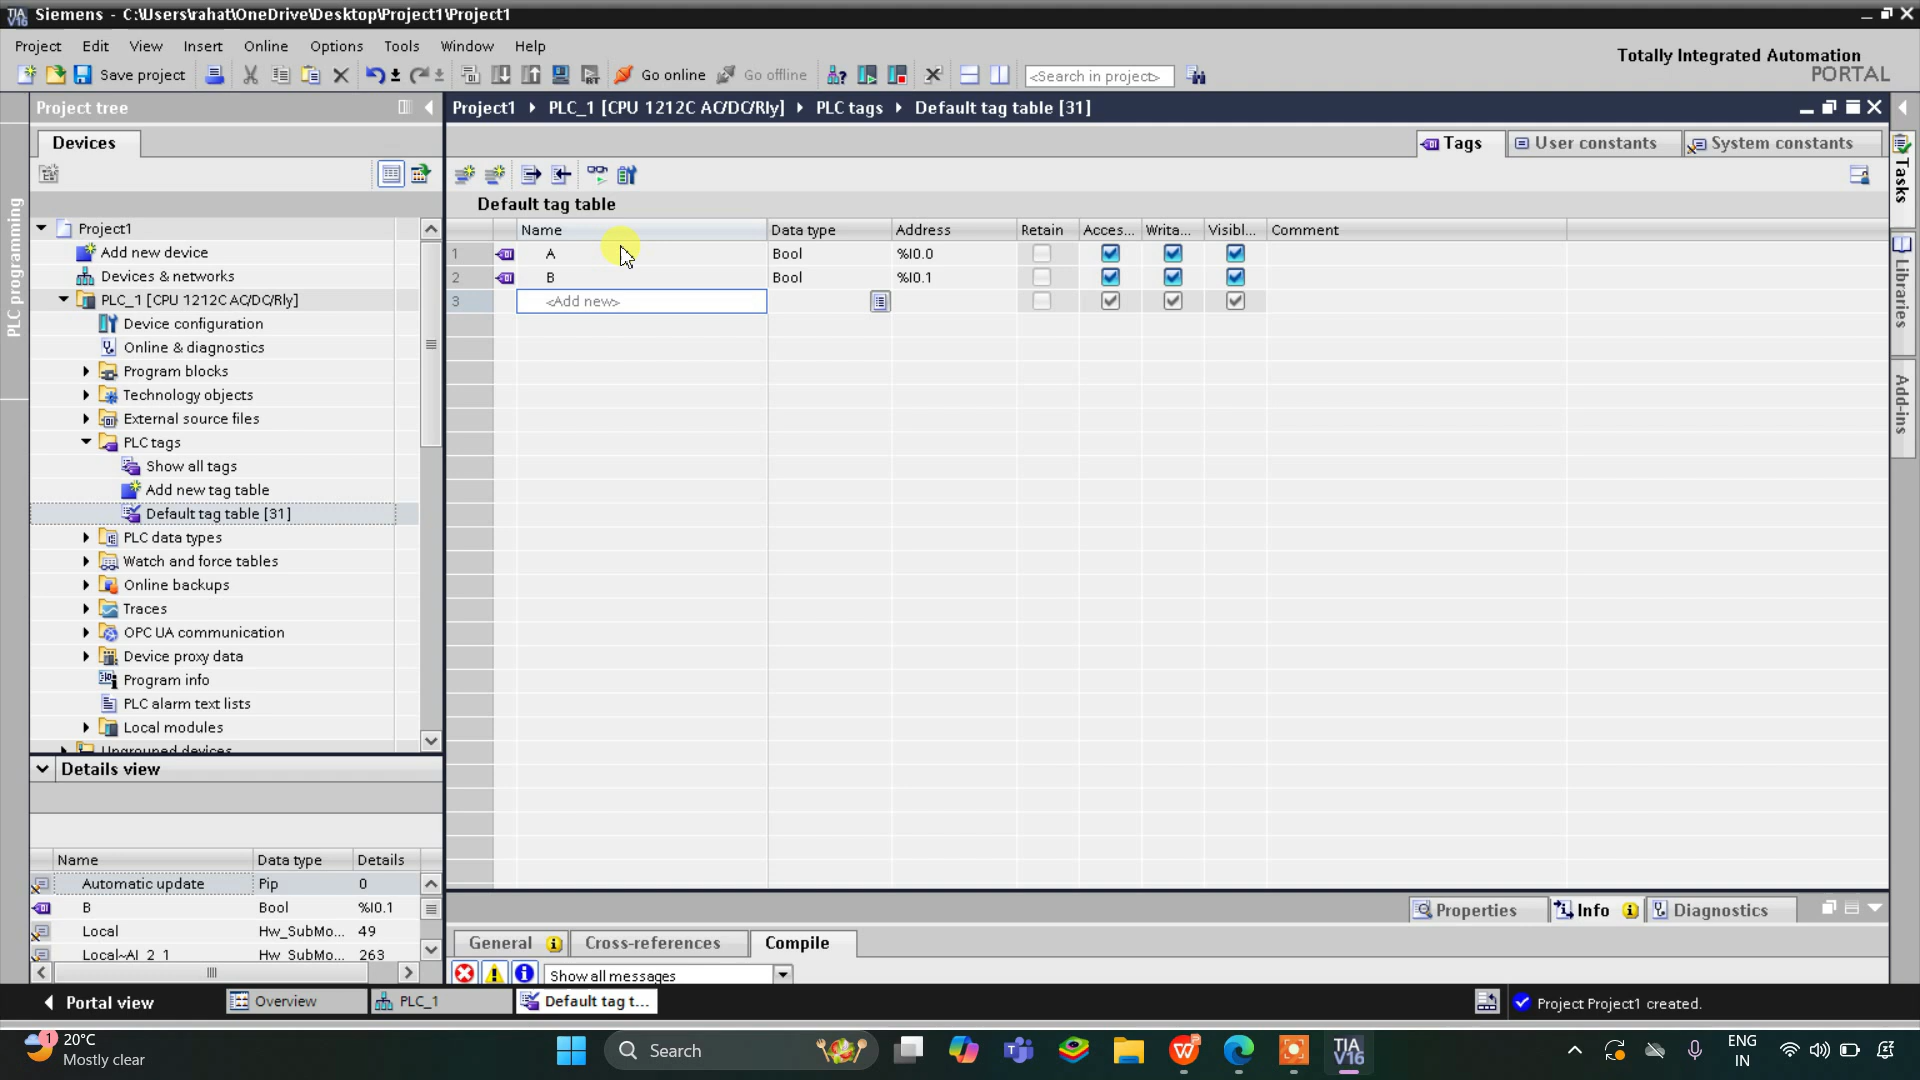 Siemens - C:\Users\rahat\OneDrive\Desktop\Project1\Project1
Project Edit View Insert Online Options Tools Window Help
Totally Integrated Automation
PORTAL
Save project
Go online
Go offline
<Search in project>
Project tree
Project1 PLC_1 [CPU 1212C AC/DC/Rly] PLC tags Default tag table [31]
Devices
Tags User constants System constants
Default tag table
Name Data type Address Retain Acces... Writa... Visibl... Comment
1 A Bool %I0.0
2 B Bool %I0.1
3 <Add new>
Project1
Add new device
Devices & networks
PLC_1 [CPU 1212C AC/DC/Rly]
Device configuration
Online & diagnostics
Program blocks
Technology objects
External source files
PLC tags
Show all tags
Add new tag table
Default tag table [31]
PLC data types
Watch and force tables
Online backups
Traces
OPC UA communication
Device proxy data
Program info
PLC alarm text lists
Local modules
Ungrouped devices
PLC programming
Tasks
Libraries
Add-ins
Details view
Name Data type Details
Automatic update Pip 0
B Bool %I0.1
Local Hw_SubMo... 49
Local~AI_2_1 Hw_SubMo... 263
Properties Info Diagnostics
General Cross-references Compile
Show all messages
Portal view Overview PLC_1 Default tag t... Project Project1 created.
1 20°C
Mostly clear
Search
TIA
V16
ENG
IN